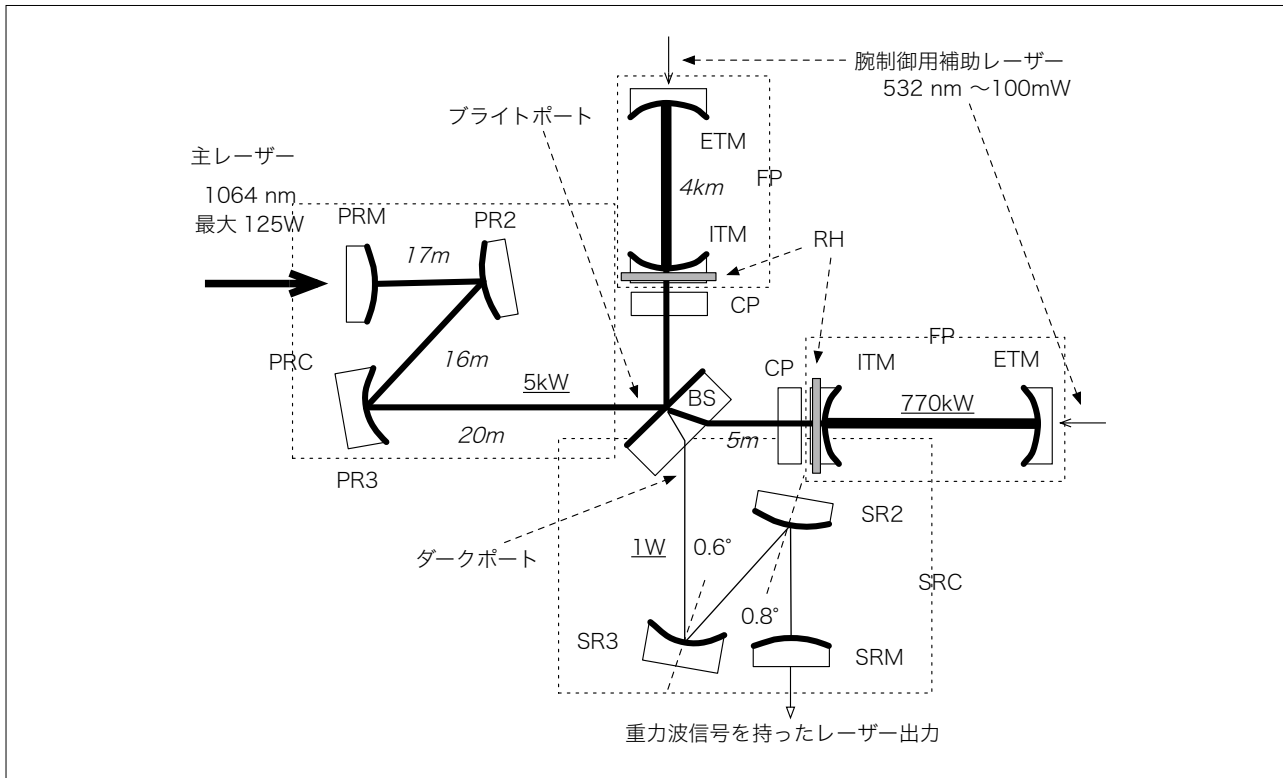 腕制御用補助レーザー
532 nm ～100mW
ブライトポート
ETM
FP
主レーザー
1064 nm
最大 125W
4km
PRM
PR2
ITM
RH
17m
CP
FP
PRC
16m
CP
ITM
ETM
5kW
BS
770kW
20m
5m
PR3
SR2
ダークポート
1W
0.6°
SRC
0.8°
SR3
SRM
重力波信号を持ったレーザー出力